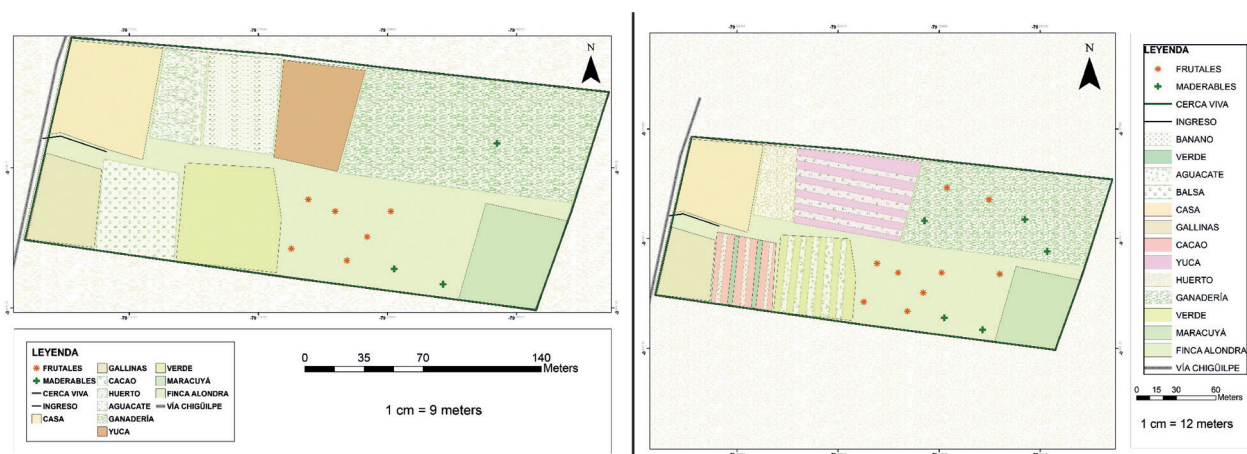 N
LEYENDA
FRUTALES
MADERABLES
CERCA VIVA
INGRESO
CASA
GALLINAS
CACAO
HUERTO
AGUACATE
GANADERÍA
YUCA
VERDE
MARACUYÁ
FINCA ALONDRA
VÍA CHIGÜILPE
0 35 70 140
Meters
1 cm = 9 meters
N
LEYENDA
FRUTALES
MADERABLES
CERCA VIVA
INGRESO
BANANO
VERDE
AGUACATE
BALSA
CASA
GALLINAS
CACAO
YUCA
HUERTO
GANADERÍA
VERDE
MARACUYÁ
FINCA ALONDRA
VÍA CHIGÜILPE
0 15 30 60
Meters
1 cm = 12 meters